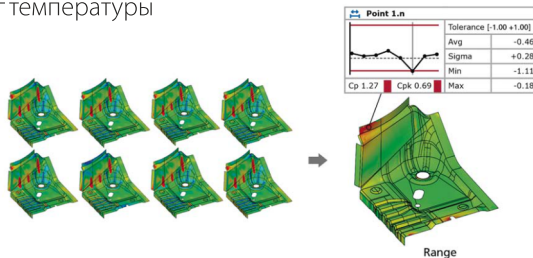 температуры
Point 1.n
Tolerance [-1.00 +1.00]
Avg -0.46
Sigma +0.28
Min -1.11
Cp 1.27 Cpk 0.69 Max -0.18
Range